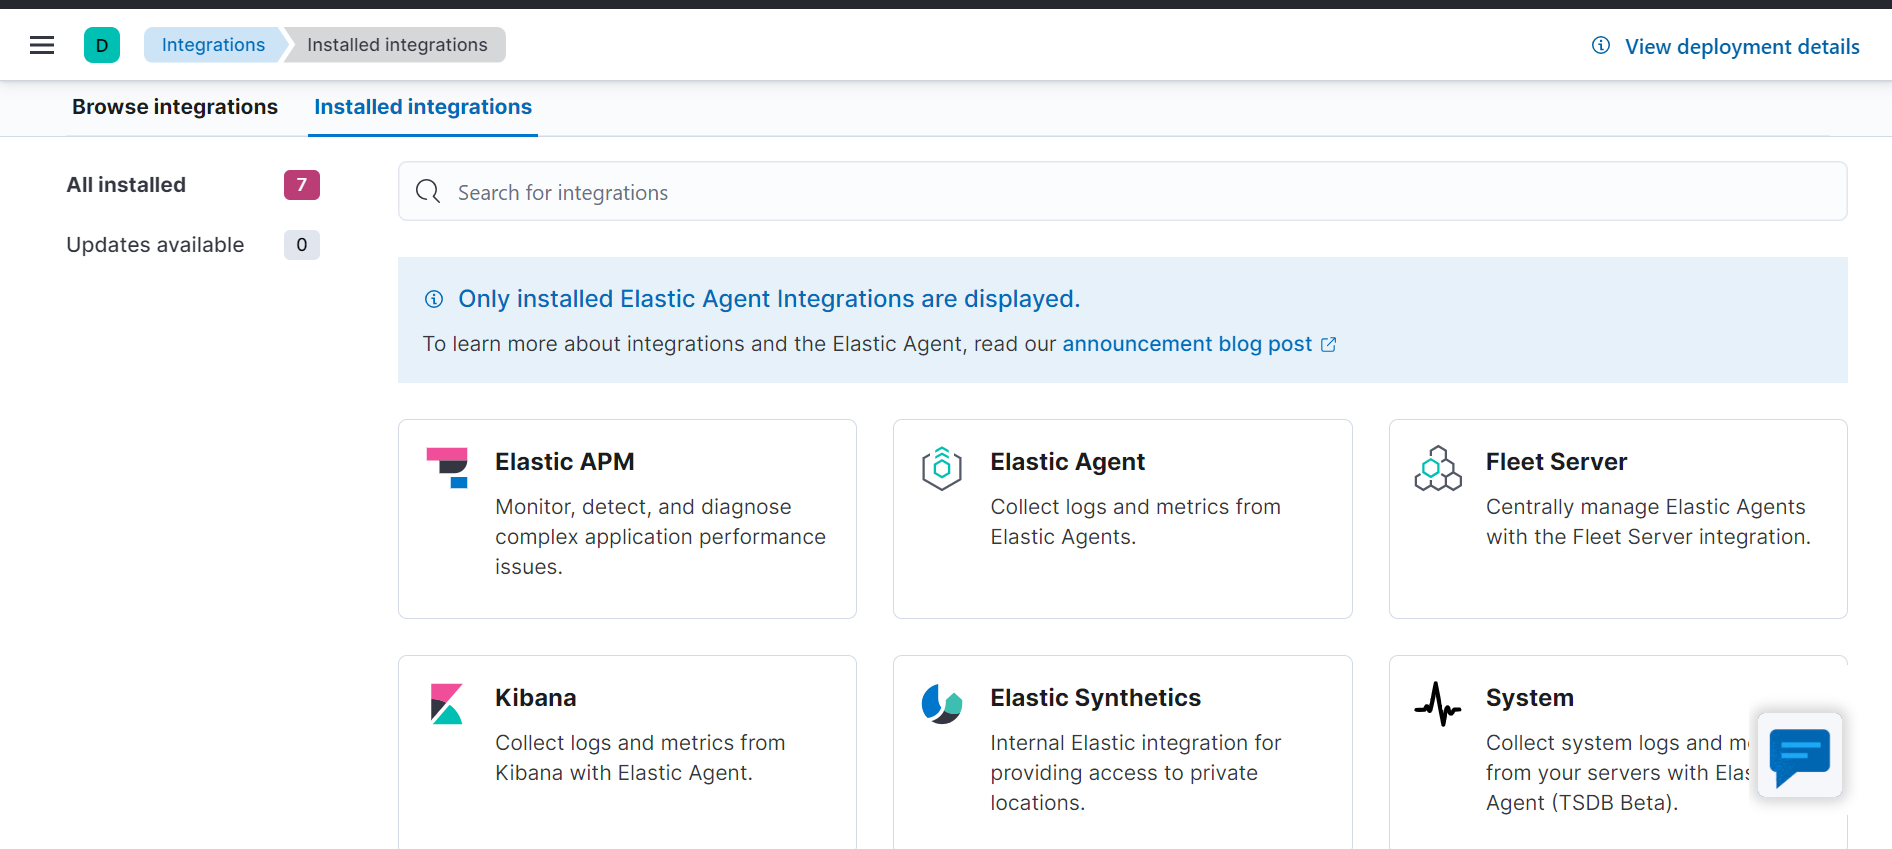 D
Integrations
Installed integrations
View deployment details
Browse integrations
Installed integrations
All installed
7
Updates available
0
Search for integrations
Only installed Elastic Agent Integrations are displayed.
To learn more about integrations and the Elastic Agent, read our announcement blog post
Elastic APM
Monitor, detect, and diagnose
complex application performance
issues.
Elastic Agent
Collect logs and metrics from
Elastic Agents.
Fleet Server
Centrally manage Elastic Agents
with the Fleet Server integration.
Kibana
Collect logs and metrics from
Kibana with Elastic Agent.
Elastic Synthetics
Internal Elastic integration for
providing access to private
locations.
System
Collect system logs and
from your servers with
Agent (TSDB Beta).